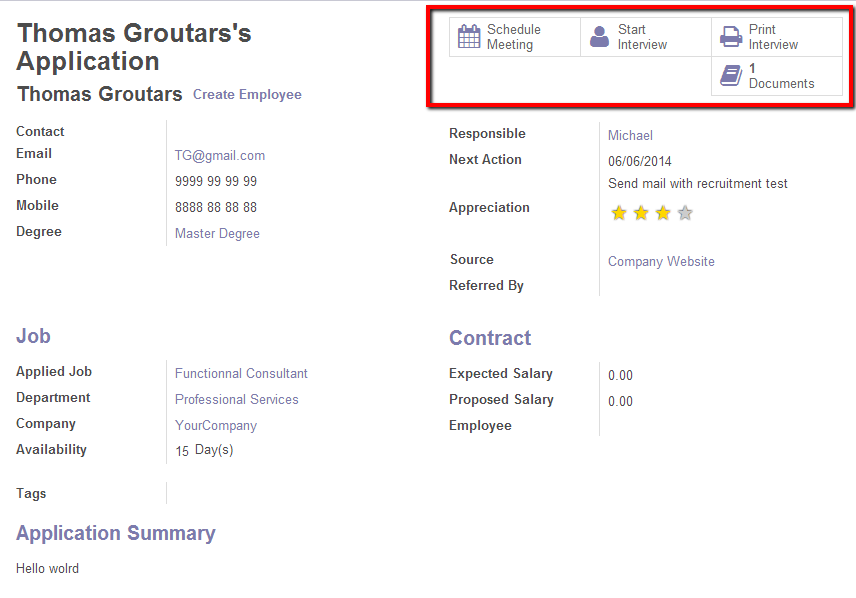 Thomas Groutars's
Application
Thomas Groutars Create Employee
Schedule
Meeting
Start
Interview
Print
Interview
1
Documents
Contact
Email TG@gmail.com
Phone 9999 99 99 99
Mobile 8888 88 88 88
Degree Master Degree
Responsible Michael
Next Action 06/06/2014
Send mail with recruitment test
Appreciation
Source Company Website
Referred By
Job
Applied Job Functionnal Consultant
Department Professional Services
Company YourCompany
Availability 15 Day(s)
Tags
Contract
Expected Salary 0.00
Proposed Salary 0.00
Employee
Application Summary
Hello wolrd